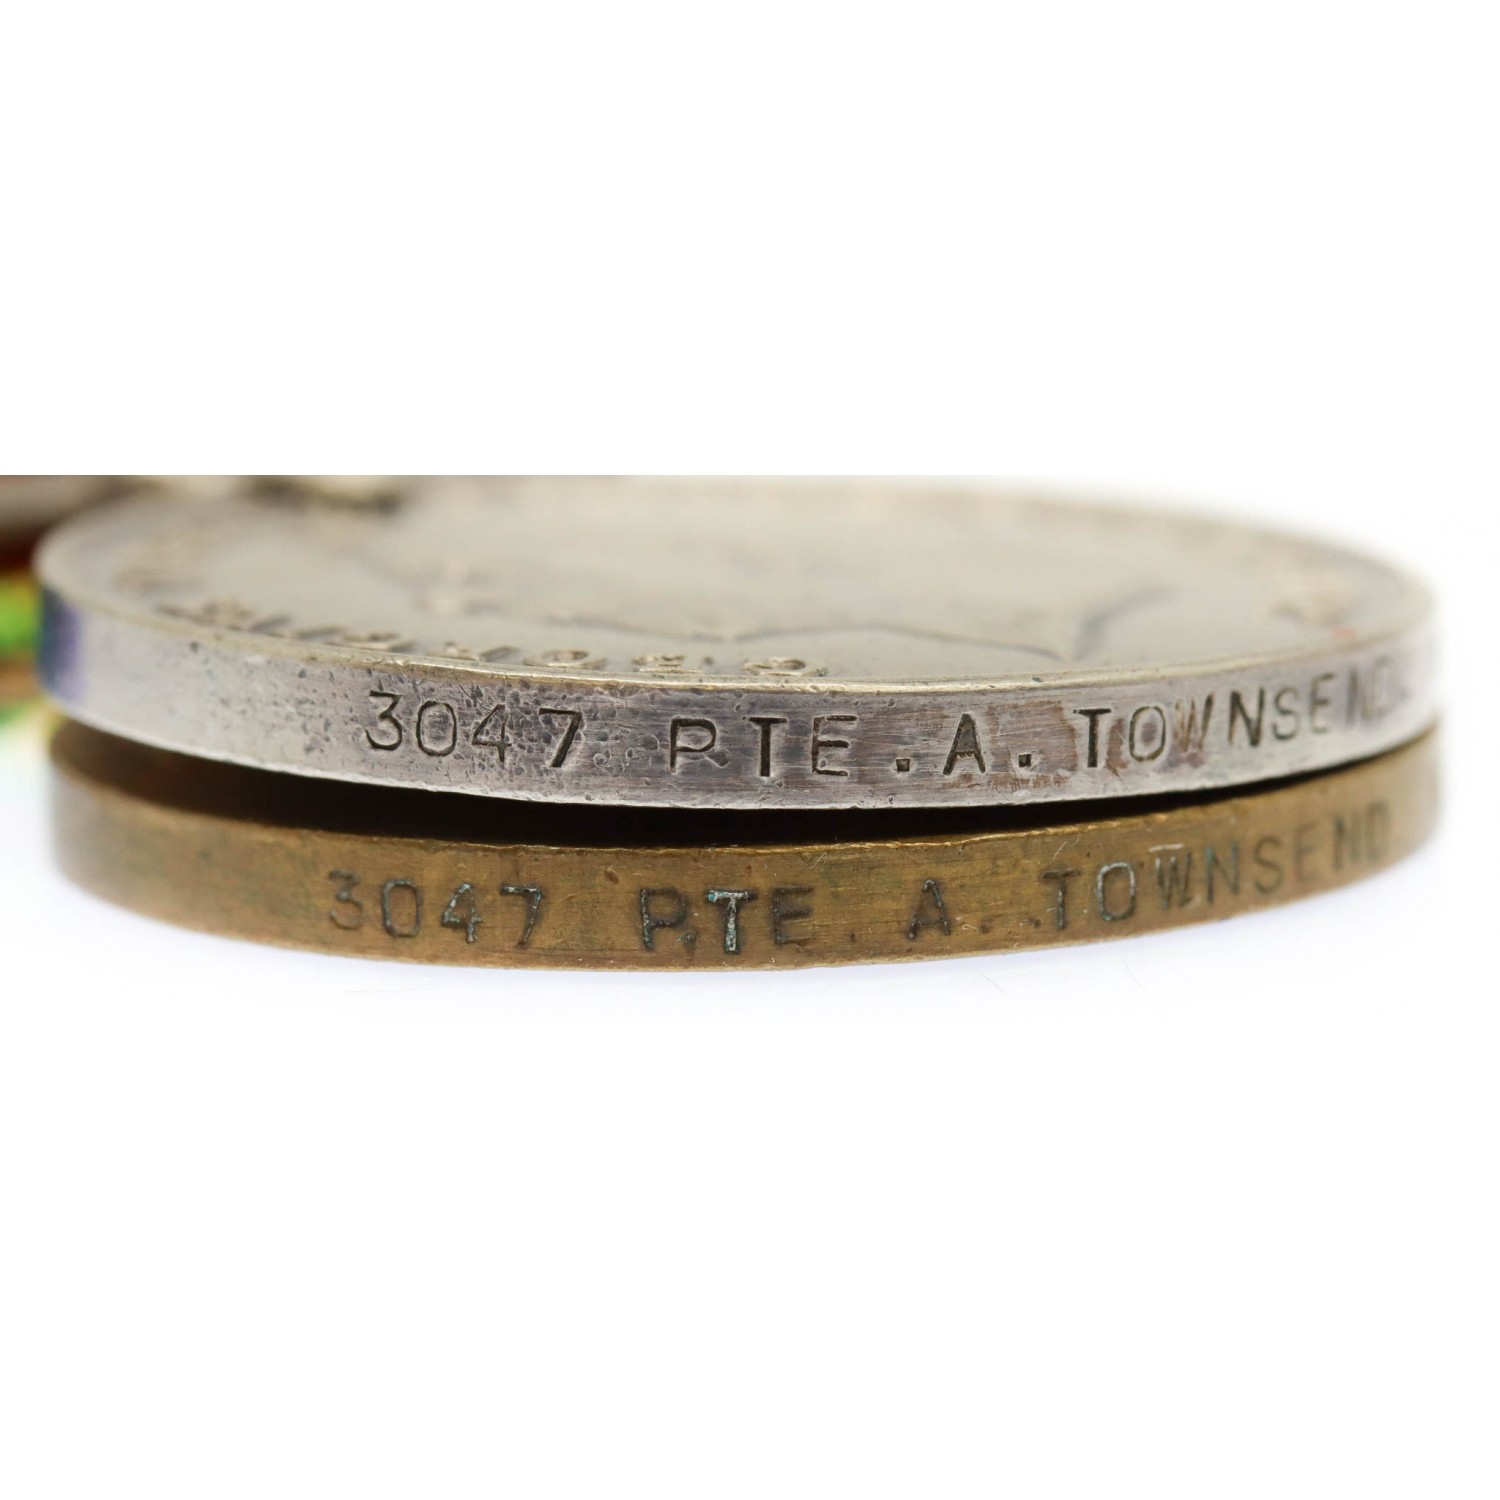 3047 PTE. A. TOWNSEND.
3047 PTE. A. TOWNSEND